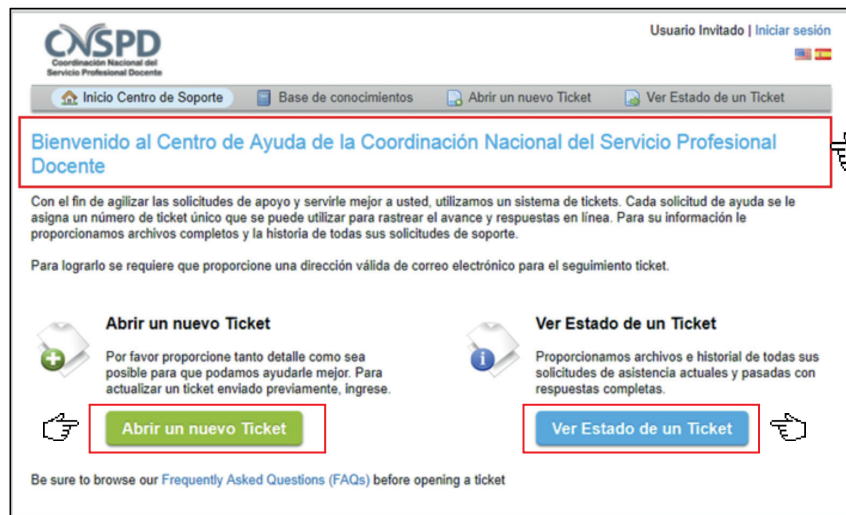 Usuario Invitado | Iniciar sesión
CNSPD
Coordinación Nacional del
Servicio Profesional Docente
Inicio Centro de Soporte
Base de conocimientos
Abrir un nuevo Ticket
Ver Estado de un Ticket
Bienvenido al Centro de Ayuda de la Coordinación Nacional del Servicio Profesional
Docente
Con el fin de agilizar las solicitudes de apoyo y servirle mejor a usted, utilizamos un sistema de tickets. Cada solicitud de ayuda se le
asigna un número de ticket único que se puede utilizar para rastrear el avance y respuestas en línea. Para su información le
proporcionamos archivos completos y la historia de todas sus solicitudes de soporte.
Para lograrlo se requiere que proporcione una dirección válida de correo electrónico para el seguimiento ticket.
Abrir un nuevo Ticket
Por favor proporcione tanto detalle como sea
posible para que podamos ayudarle mejor. Para
actualizar un ticket enviado previamente, ingrese.
Abrir un nuevo Ticket
Ver Estado de un Ticket
Proporcionamos archivos e historial de todas sus
solicitudes de asistencia actuales y pasadas con
respuestas completas.
Ver Estado de un Ticket
Be sure to browse our Frequently Asked Questions (FAQs) before opening a ticket